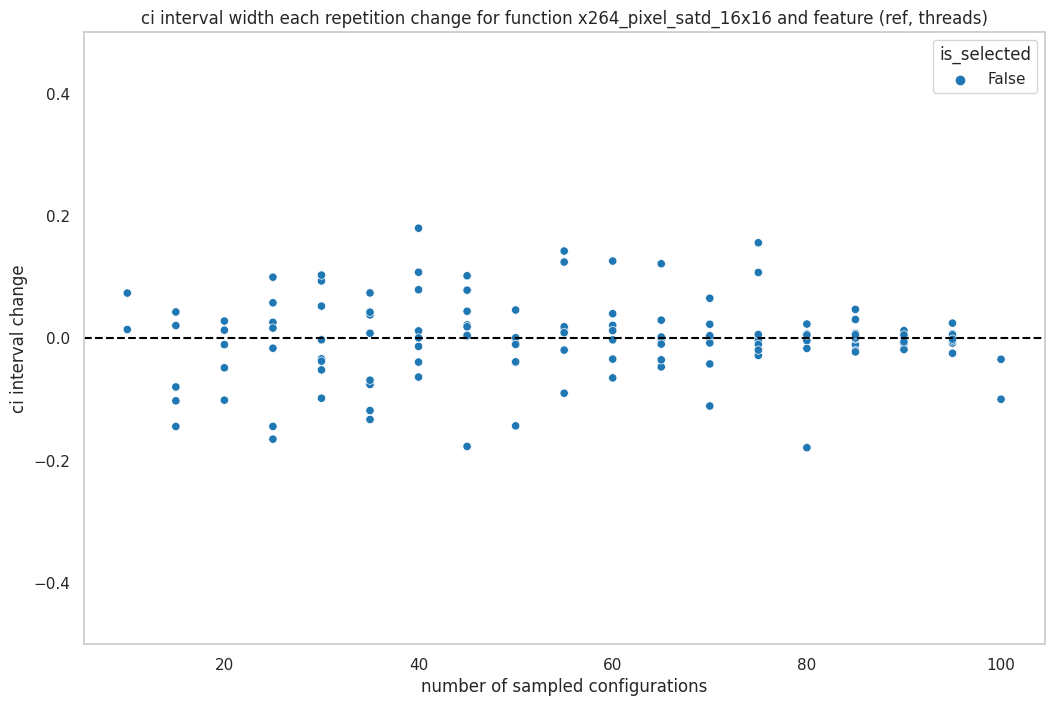 ci interval width each repetition change for function x264_pixel_satd_16x16 and feature (ref, threads)
is_selected
False
0.4
0.2
0.0
−0.2
−0.4
ci interval change
20
40
60
80
100
number of sampled configurations